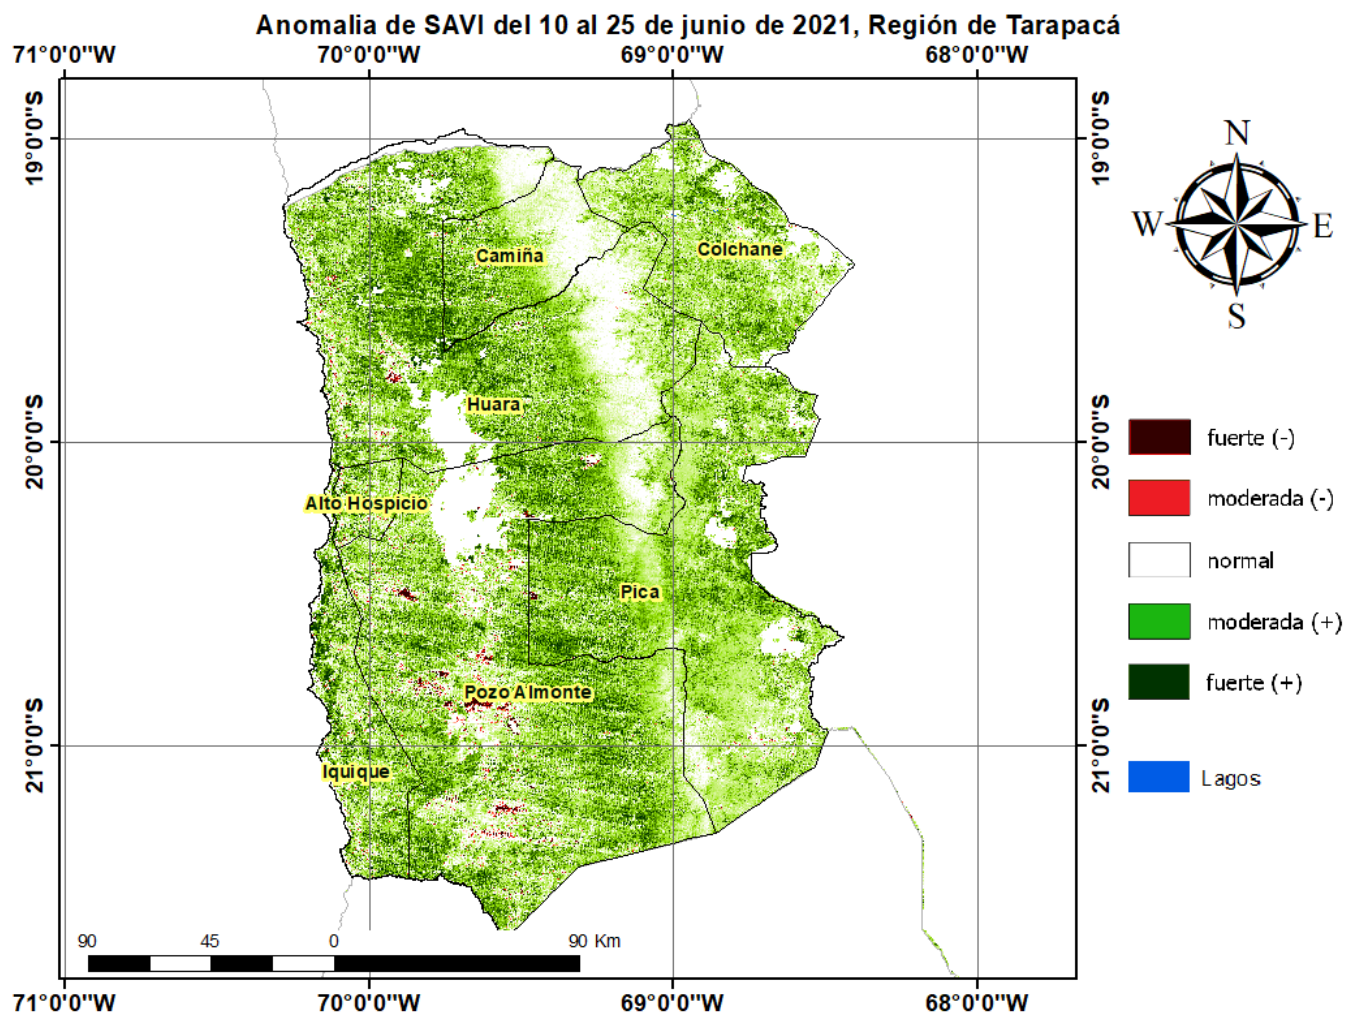 Anomalia de SAVI del 10 al 25 de junio de 2021, Región de Tarapacá
71°0'0"W 70°0'0"W 69°0'0"W 68°0'0"W
19°0'0"S 19°0'0"S
N
W E
S
Camiña Colchane
Huara
20°0'0"S 20°0'0"S
fuerte (-)
Alto Hospicio
moderada (-)
normal
Pica
moderada (+)
Pozo Almonte
fuerte (+)
21°0'0"S 21°0'0"S
Iquique
Lagos
90 45 0 90 Km
71°0'0"W 70°0'0"W 69°0'0"W 68°0'0"W